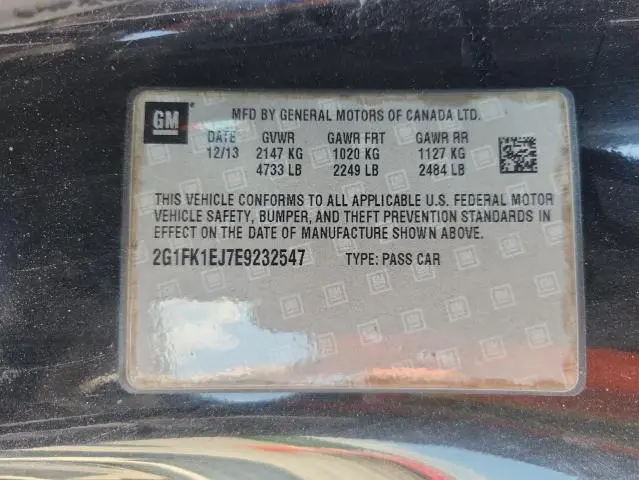 GM
MFD BY GENERAL MOTORS OF CANADA LTD.
DATE GVWR GAWR FRT GAWR RR
12/13 2147 KG 1020 KG 1127 KG
4733 LB 2249 LB 2484 LB
THIS VEHICLE CONFORMS TO ALL APPLICABLE U.S. FEDERAL MOTOR
VEHICLE SAFETY, BUMPER, AND THEFT PREVENTION STANDARDS IN
EFFECT ON THE DATE OF MANUFACTURE SHOWN ABOVE.
2G1FK1EJ7E9232547 TYPE: PASS CAR